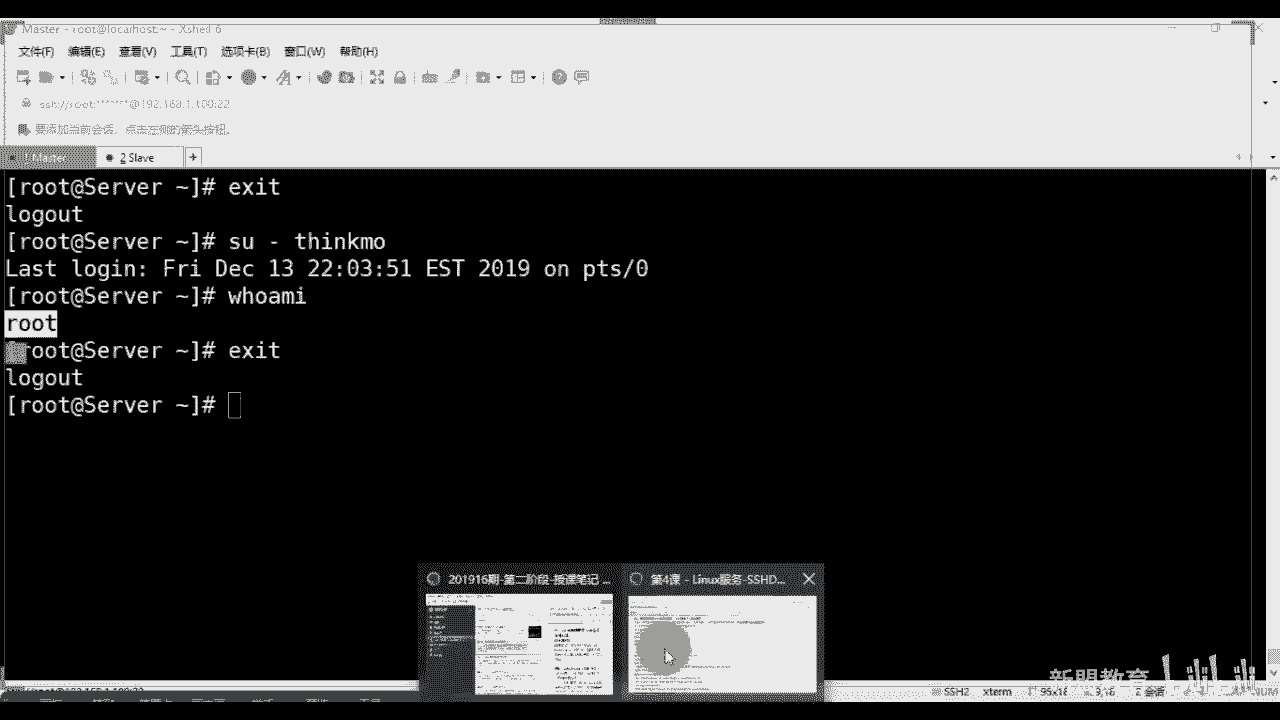 Master - root@localhost:~ - Xshell 6
文件(F) 编辑(E) 查看(V) 工具(T) 选项卡(B) 窗口(W) 帮助(H)
ssh://root:******@192.168.1.100:22
要添加当前会话，点击左侧的箭头按钮。
1 Master
2 Slave
+
[root@Server ~]# exit
logout
[root@Server ~]# su - thinkmo
Last login: Fri Dec 13 22:03:51 EST 2019 on pts/0
[root@Server ~]# whoami
root
[root@Server ~]# exit
logout
[root@Server ~]#
201916期-第二阶段-授课笔记 ...
第4课 - Linux服务-SSHD...
新盟教育
SSH2 xterm 2 会话 NUM